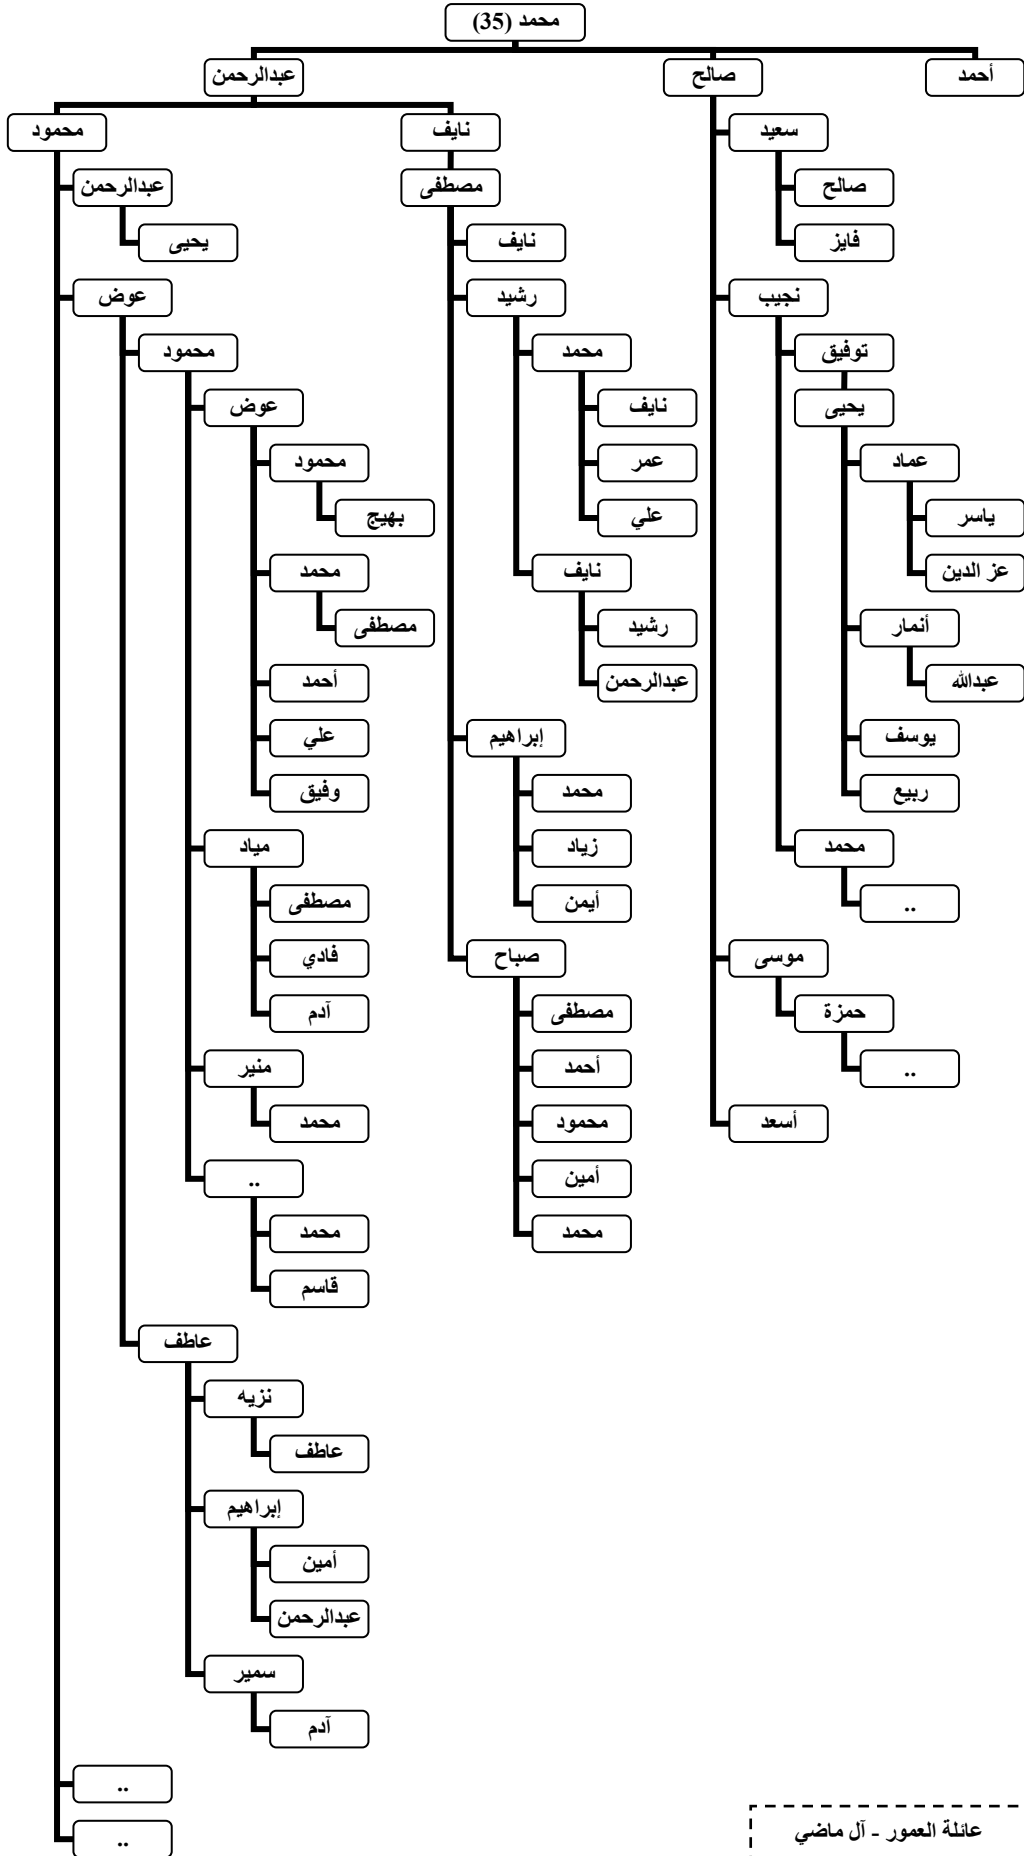 محمد (35)
أحمد
صالح
عبدالرحمن
سعيد
نايف
محمود
صالح
مصطفى
عبدالرحمن
فايز
نايف
يحيى
نجيب
رشيد
عوض
توفيق
محمد
محمود
يحيى
نايف
عوض
عماد
عمر
محمود
ياسر
علي
بهيج
عز الدين
نايف
محمد
أنمار
رشيد
مصطفى
عبدالله
عبدالرحمن
أحمد
يوسف
إبراهيم
علي
ربيع
محمد
وفيق
محمد
زياد
مياد
..
أيمن
مصطفى
موسى
صباح
فادي
حمزة
مصطفى
آدم
..
أحمد
منير
أسعد
محمود
محمد
أمين
..
محمد
محمد
قاسم
عاطف
نزيه
عاطف
إبراهيم
أمين
عبدالرحمن
سمير
آدم
..
..
عائلة العمور - آل ماضي